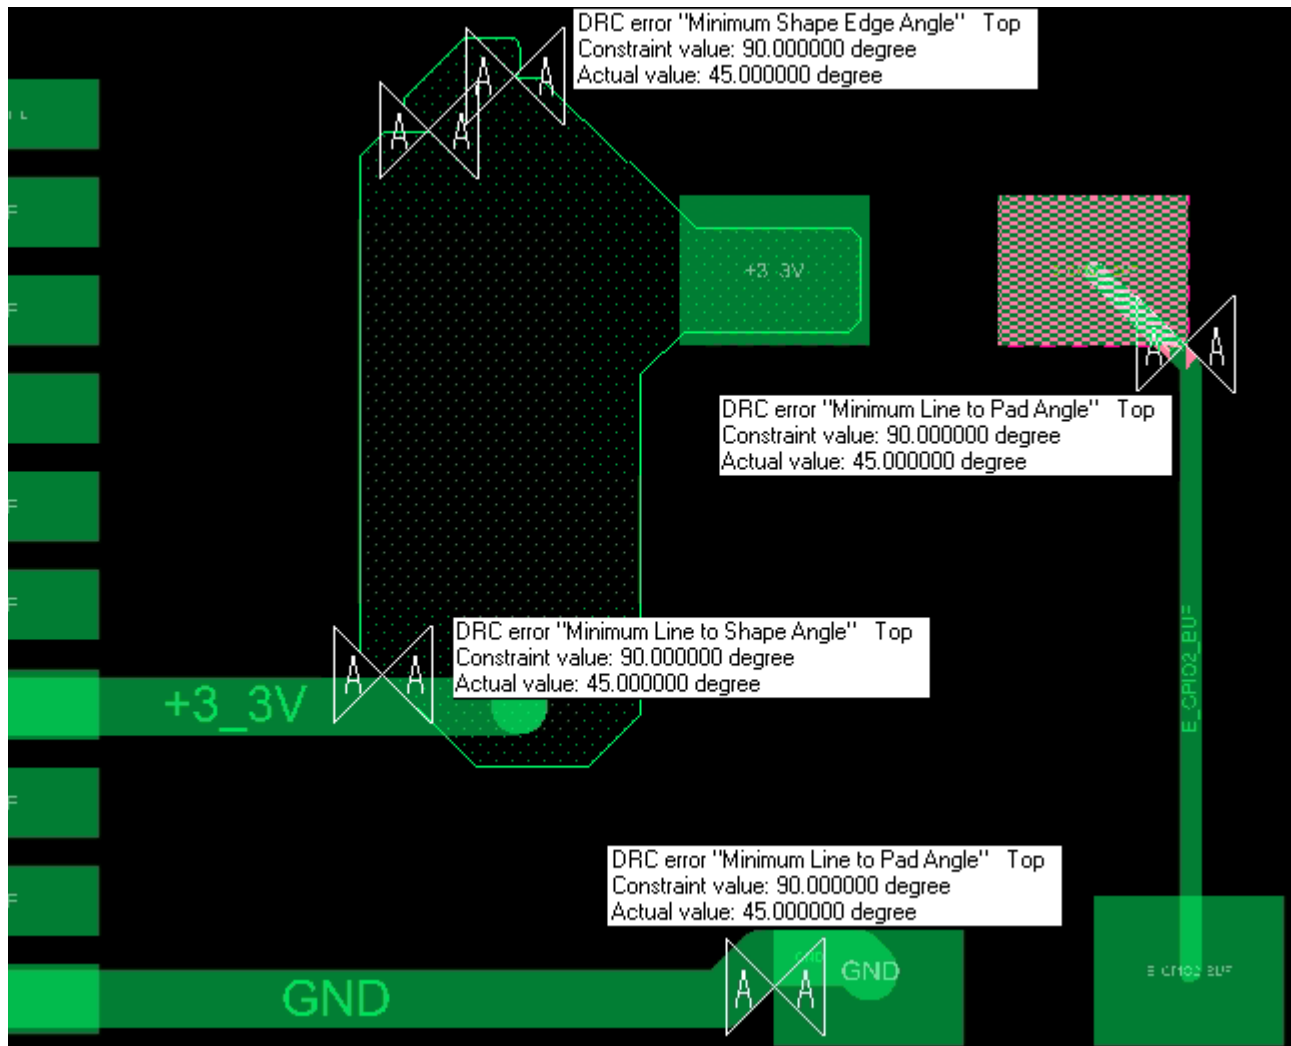 DRC error "Minimum Shape Edge Angle" Top
Constraint value: 90.000000 degree
Actual value: 45.000000 degree
A A
A A
F
+3_3V
F
A A
DRC error "Minimum Line to Pad Angle" Top
Constraint value: 90.000000 degree
Actual value: 45.000000 degree
F
F
DRC error "Minimum Line to Shape Angle" Top
Constraint value: 90.000000 degree
Actual value: 45.000000 degree
A A
+3_3V
F
DRC error "Minimum Line to Pad Angle" Top
Constraint value: 90.000000 degree
Actual value: 45.000000 degree
F
GND
GND
A A
GND